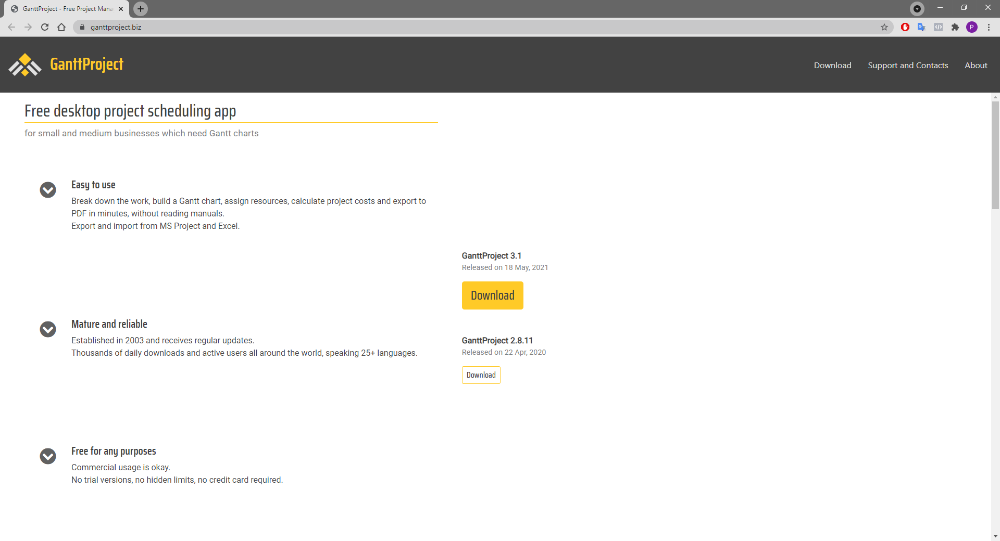 GanttProject - Free Project Mana
ganttproject.biz
P
GanttProject
Download
Support and Contacts
About
Free desktop project scheduling app
for small and medium businesses which need Gantt charts
Easy to use
Break down the work, build a Gantt chart, assign resources, calculate project costs and export to
PDF in minutes, without reading manuals.
Export and import from MS Project and Excel.
GanttProject 3.1
Released on 18 May, 2021
Download
Mature and reliable
Established in 2003 and receives regular updates.
Thousands of daily downloads and active users all around the world, speaking 25+ languages.
GanttProject 2.8.11
Released on 22 Apr, 2020
Download
Free for any purposes
Commercial usage is okay.
No trial versions, no hidden limits, no credit card required.